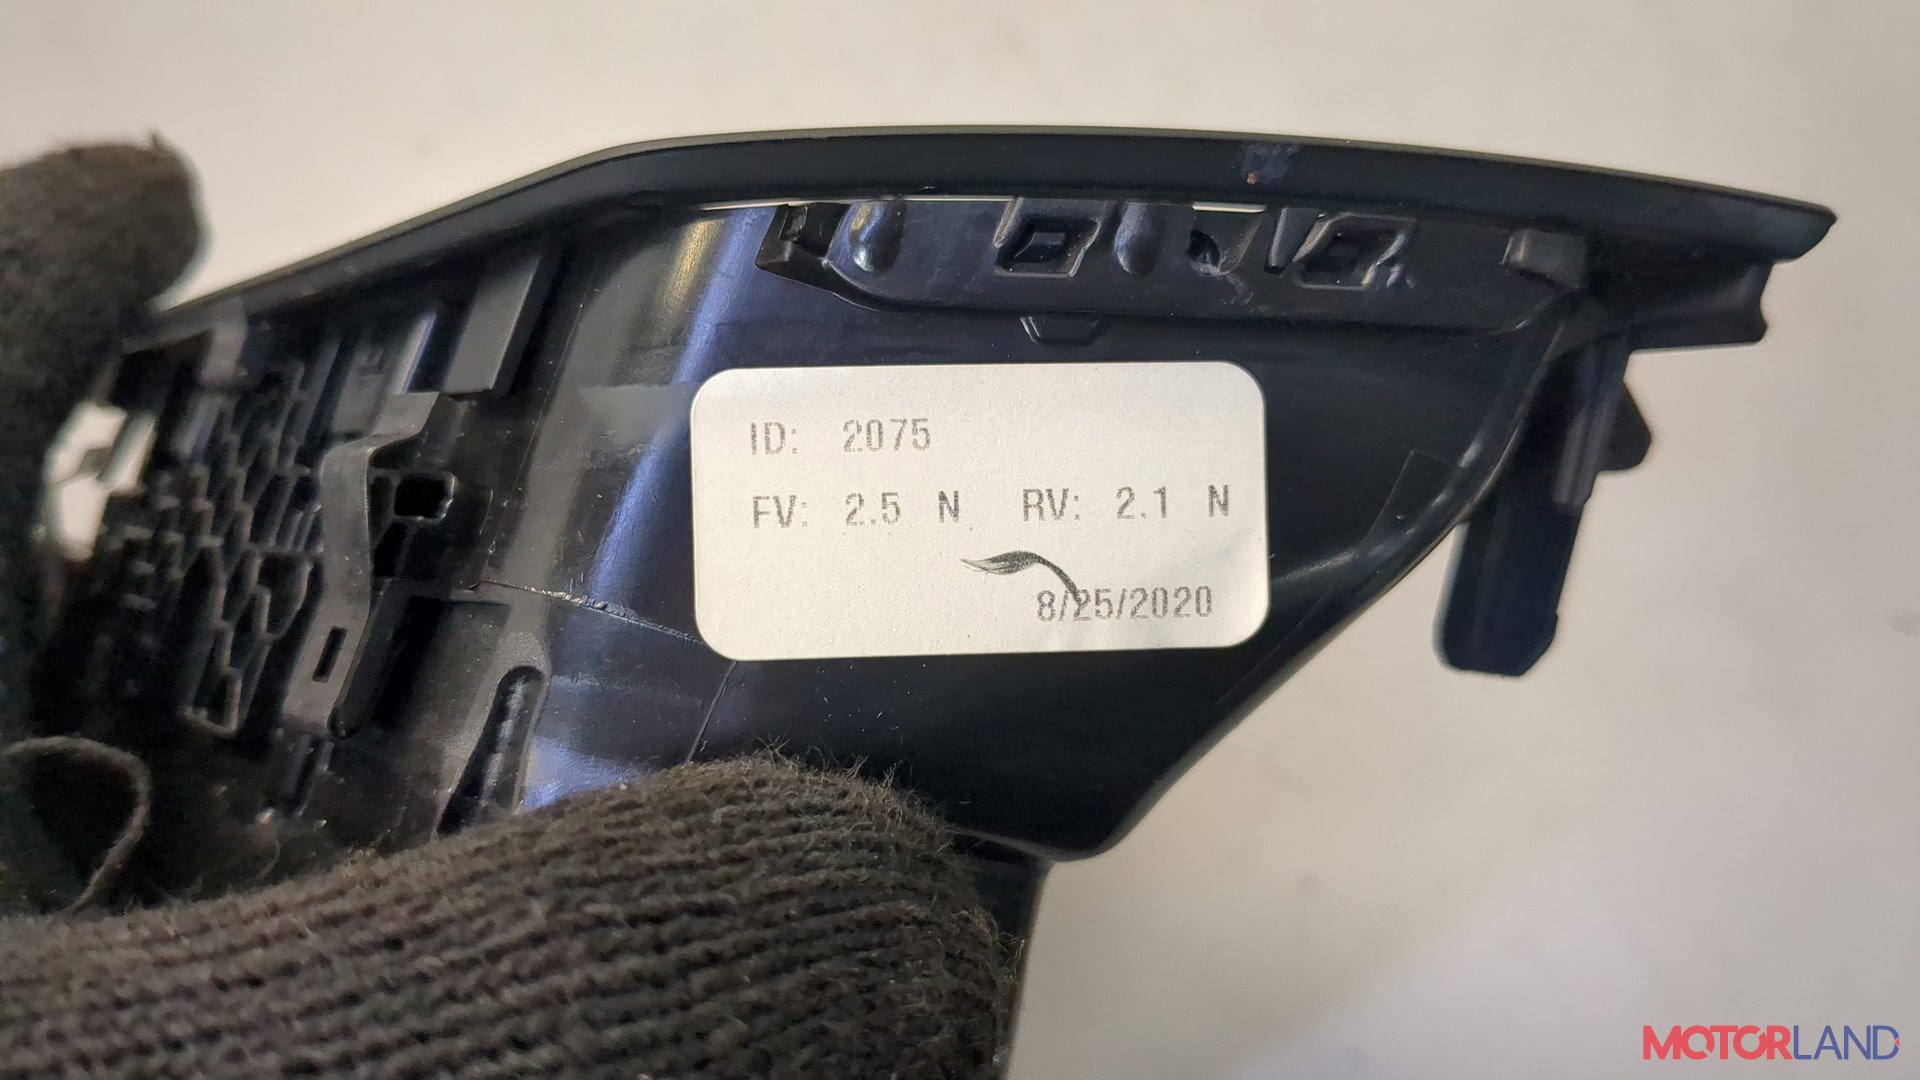 ID: 2075
FV: 2.5 N RV: 2.1 N
8/25/2020
MOTORLAND